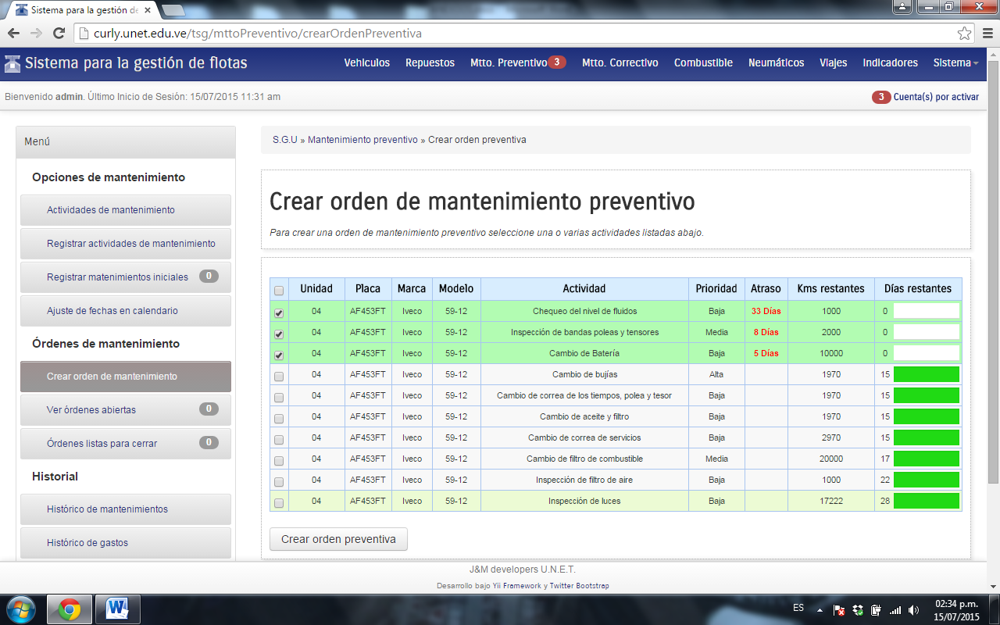 Sistema para la gestión de
curly.unet.edu.ve/tsg/mttoPreventivo/crearOrdenPreventiva
Sistema para la gestión de flotas
Vehiculos Repuestos Mtto. Preventivo 3 Mtto. Correctivo Combustible Neumáticos Viajes Indicadores Sistema
Bienvenido admin. Último Inicio de Sesión: 15/07/2015 11:31 am
3 Cuenta(s) por activar
Menú
Opciones de mantenimiento
Actividades de mantenimiento
Registrar actividades de mantenimiento
Registrar matenimientos iniciales 0
Ajuste de fechas en calendario
Órdenes de mantenimiento
Crear orden de mantenimiento
Ver órdenes abiertas 0
Órdenes listas para cerrar 0
Historial
Histórico de mantenimientos
Histórico de gastos
S.G.U » Mantenimiento preventivo » Crear orden preventiva
Crear orden de mantenimiento preventivo
Para crear una orden de mantenimiento preventivo seleccione una o varias actividades listadas abajo.
Unidad Placa Marca Modelo Actividad Prioridad Atraso Kms restantes Días restantes
04 AF453FT Iveco 59-12 Chequeo del nivel de fluidos Baja 33 Días 1000 0
04 AF453FT Iveco 59-12 Inspección de bandas poleas y tensores Media 8 Días 2000 0
04 AF453FT Iveco 59-12 Cambio de Batería Baja 5 Días 10000 0
04 AF453FT Iveco 59-12 Cambio de bujías Alta 1970 15
04 AF453FT Iveco 59-12 Cambio de correa de los tiempos, polea y tesor Baja 1970 15
04 AF453FT Iveco 59-12 Cambio de aceite y filtro Baja 1970 15
04 AF453FT Iveco 59-12 Cambio de correa de servicios Baja 2970 15
04 AF453FT Iveco 59-12 Cambio de filtro de combustible Media 20000 17
04 AF453FT Iveco 59-12 Inspección de filtro de aire Baja 1000 22
04 AF453FT Iveco 59-12 Inspección de luces Baja 17222 28
Crear orden preventiva
J&M developers U.N.E.T.
Desarrollo bajo Yii Framework y Twitter Bootstrap
ES
02:34 p.m.
15/07/2015